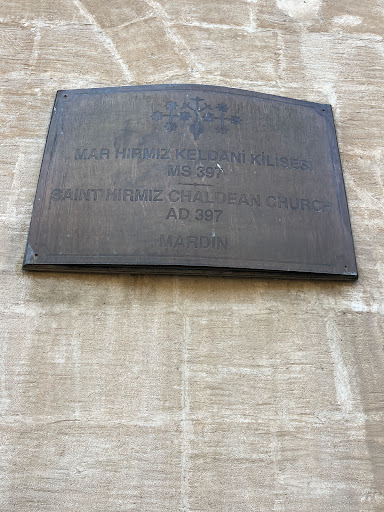 MAR HIRMIZ KELDANİ KİLİSESİ
MS 397
SAINT HIRMIZ CHALDEAN CHURCH
AD 397
MARDİN